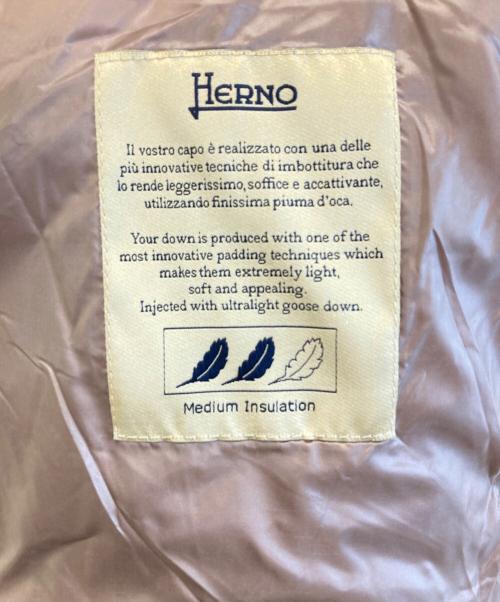 HERNO
Il vostro capo è realizzato con una delle
più innovative tecniche di imbottitura che
lo rende leggerissimo, soffice e accattivante,
utilizzando finissima piuma d'oca.
Your down is produced with one of the
most innovative padding techniques which
makes them extremely light,
soft and appealing.
Injected with ultralight goose down.
Medium Insulation